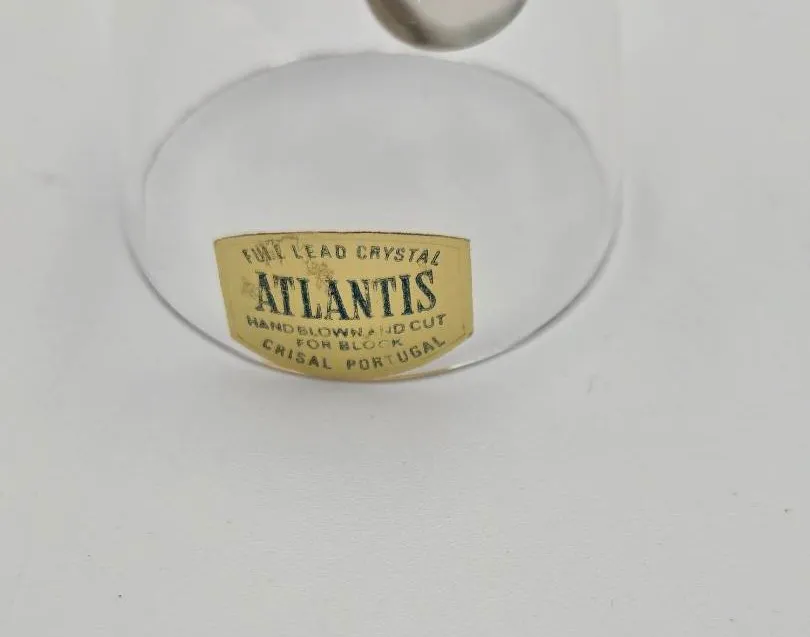 FULL LEAD CRYSTAL
ATLANTIS
HAND BLOWN AND CUT
FOR BLOCK
CRISAL PORTUGAL